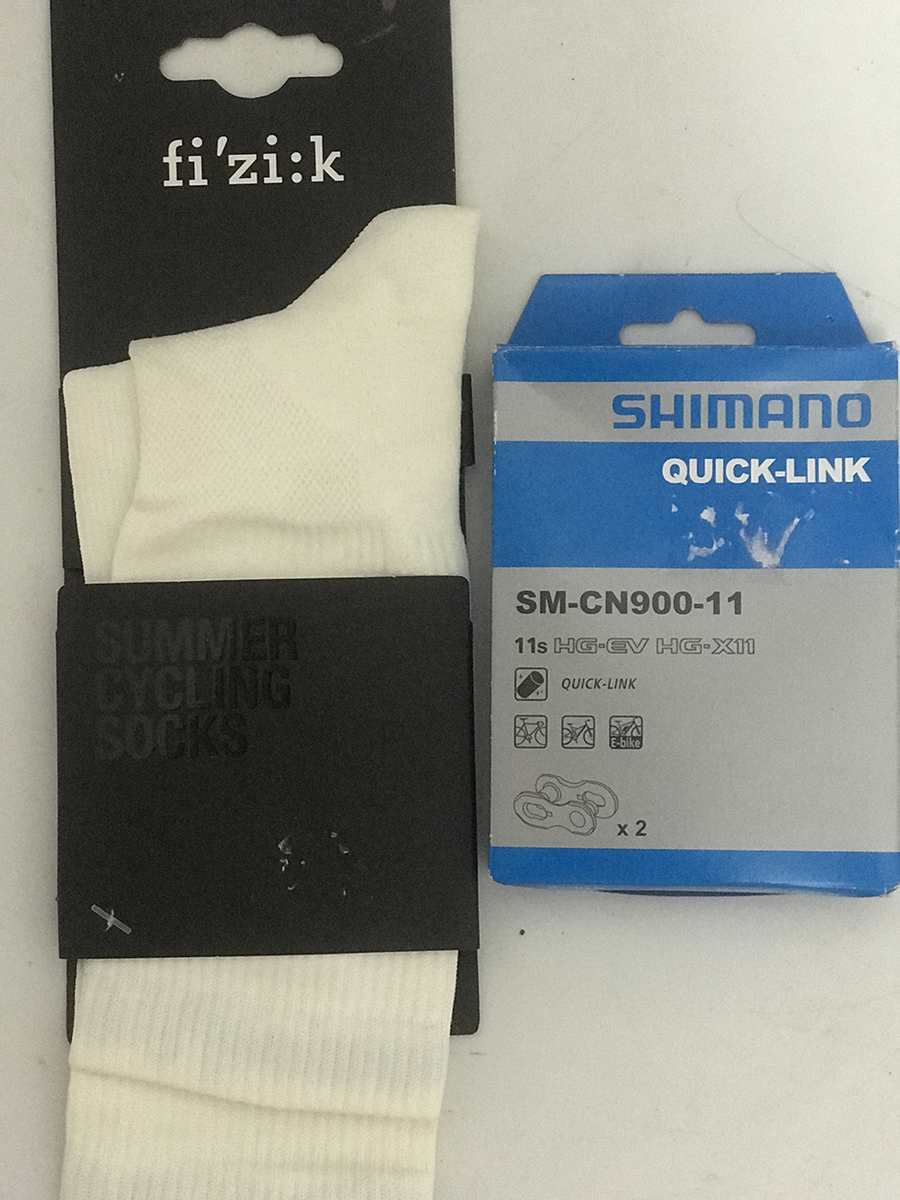 fi'zi:k
SUMMER
CYCLING
SOCKS
SHIMANO
QUICK-LINK
SM-CN900-11
11s HG-EV HG-X11
QUICK-LINK
E-bike
x 2